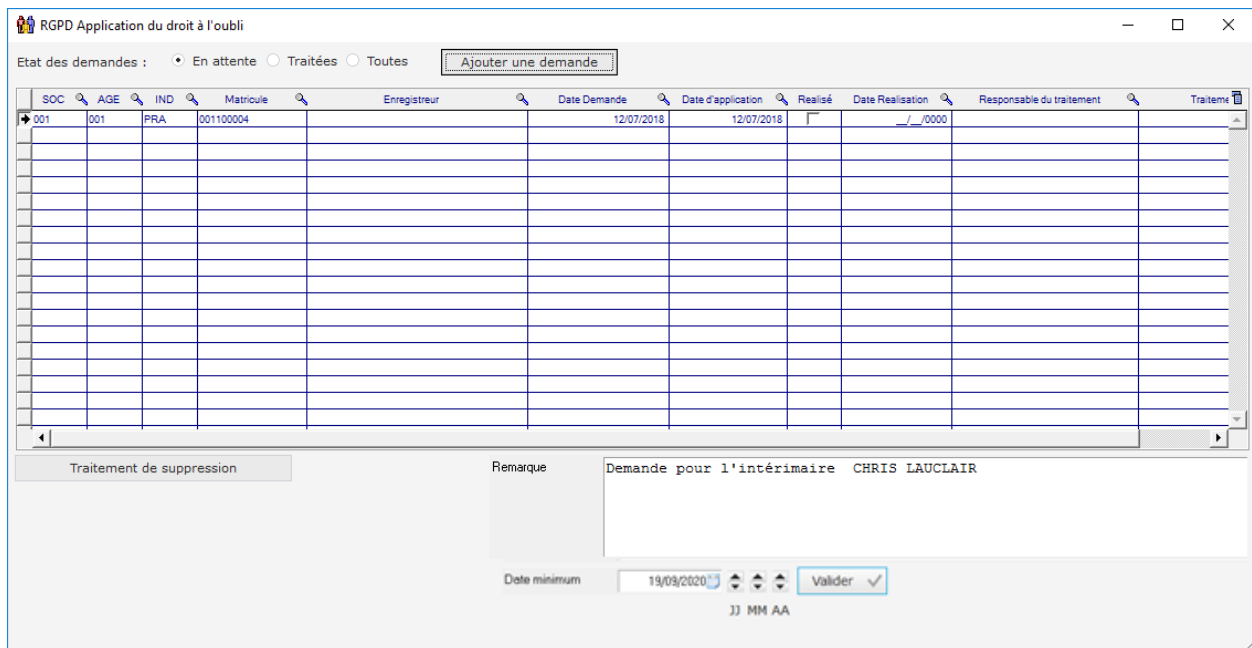 RGPD Application du droit à l'oubli
Etat des demandes : En attente Traitées Toutes Ajouter une demande
SOC AGE IND Matricule Enregistreur Date Demande Date d'application Realisé Date Realisation Responsable du traitement Traiteme
001 001 PRA 001100004 12/07/2018 12/07/2018 _/_/0000
Traitement de suppression Remarque Demande pour l'intérimaire CHRIS LAUCLAIR
Date minimum 19/09/2020 Valider
JJ MM AA